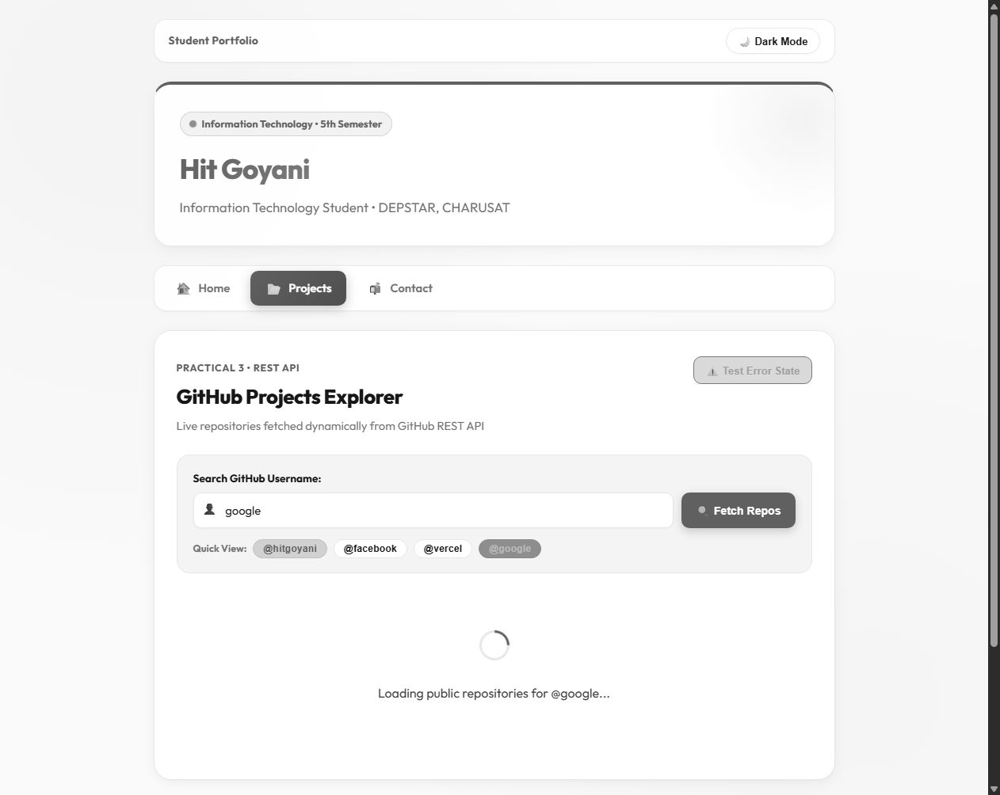 Student Portfolio
Dark Mode
Information Technology • 5th Semester
Hit Goyani
Information Technology Student • DEPSTAR, CHARUSAT
Home
Projects
Contact
PRACTICAL 3 • REST API
Test Error State
GitHub Projects Explorer
Live repositories fetched dynamically from GitHub REST API
Search GitHub Username:
google
Fetch Repos
Quick View: @hitgoyani @facebook @vercel @google
Loading public repositories for @google...